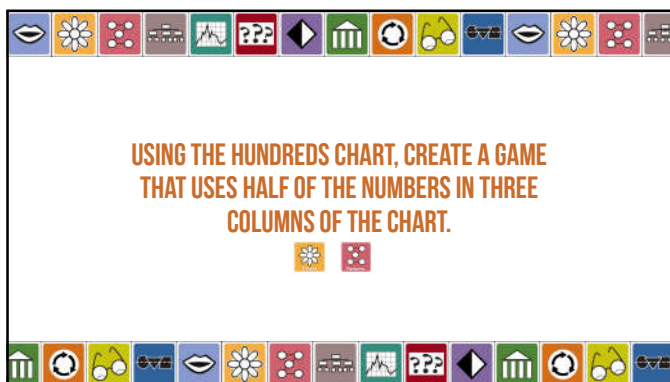 ???
USING THE HUNDREDS CHART, CREATE A GAME
THAT USES HALF OF THE NUMBERS IN THREE
COLUMNS OF THE CHART.
???